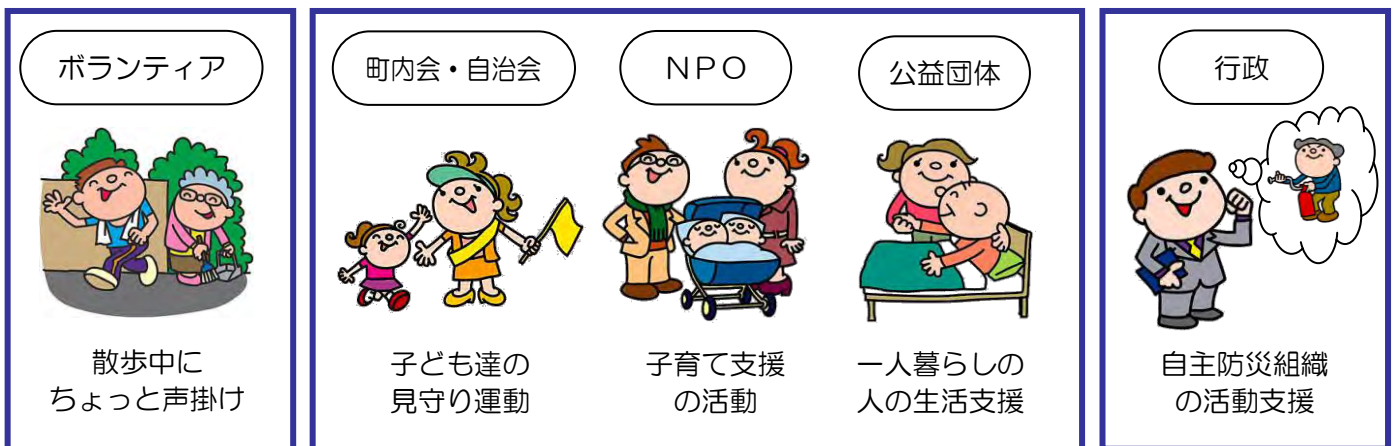 ボランティア
散歩中に
ちょっと声掛け
町内会・自治会
子ども達の
見守り運動
NPO
子育て支援
の活動
公益団体
一人暮らしの
人の生活支援
行政
自主防災組織
の活動支援